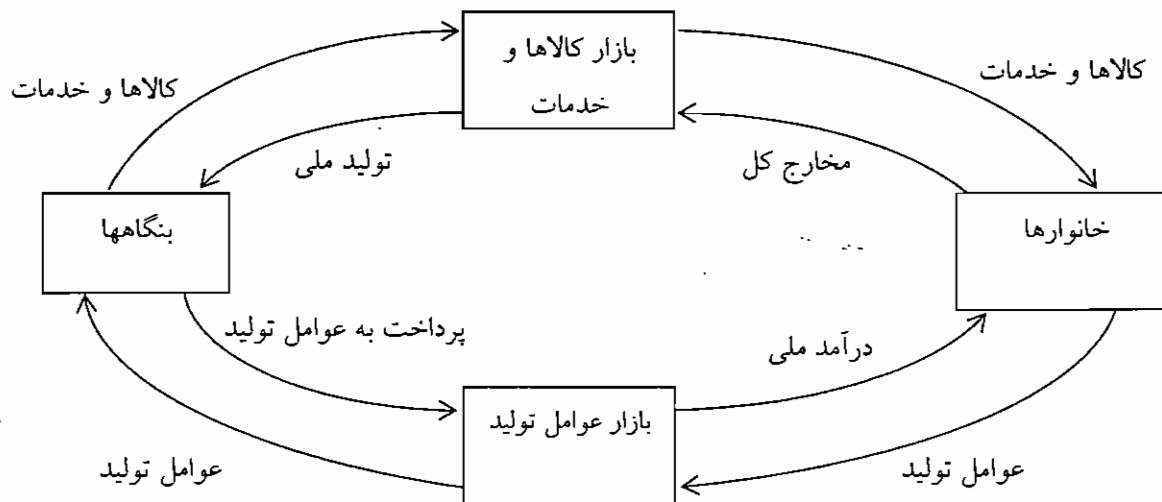 بازار کالاها و
خدمات
کالاها و خدمات
کالاها و خدمات
مخارج کل
تولید ملی
خانوارها
بنگاهها
درآمد ملی
پرداخت به عوامل تولید
بازار عوامل تولید
عوامل تولید
عوامل تولید